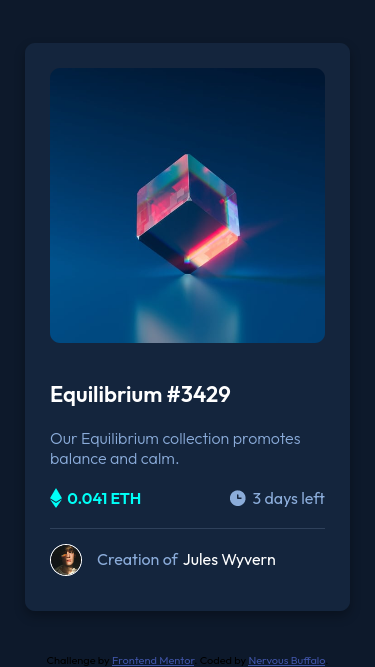 Equilibrium #3429
Our Equilibrium collection promotes
balance and calm.
0.041 ETH
3 days left
Creation of Jules Wyvern
Challenge by Frontend Mentor. Coded by Nervous Buffalo.